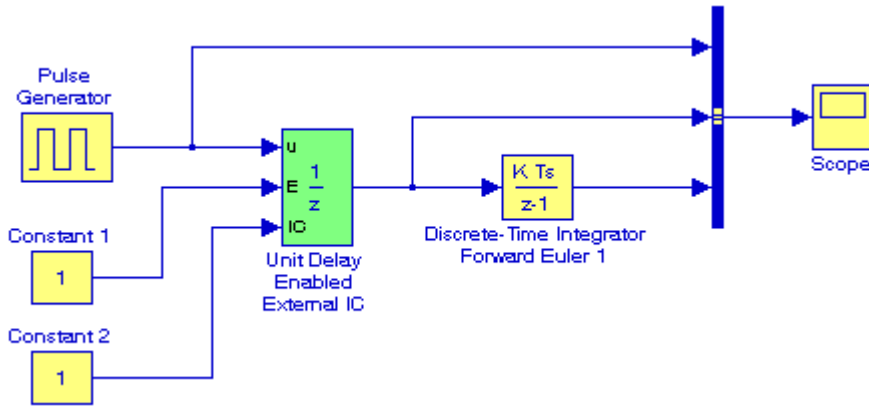 Pulse
Generator
u
E
IC
1
z
Unit Delay
Enabled
External IC
K Ts
z-1
Discrete-Time Integrator
Forward Euler 1
Scope
Constant 1
1
Constant 2
1